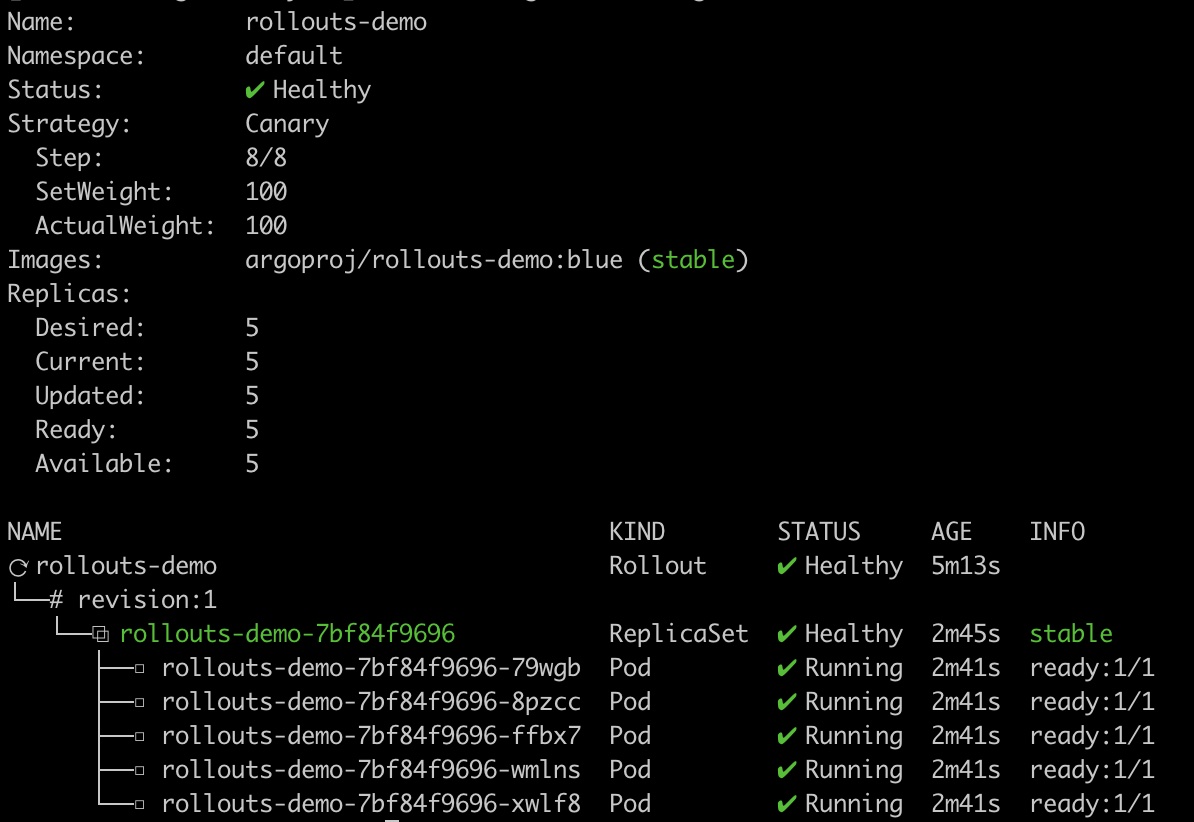 Name: rollouts-demo
Namespace: default
Status: ✔ Healthy
Strategy: Canary
Step: 8/8
SetWeight: 100
ActualWeight: 100
Images: argoproj/rollouts-demo:blue (stable)
Replicas:
Desired: 5
Current: 5
Updated: 5
Ready: 5
Available: 5
NAME KIND STATUS AGE INFO
⟳ rollouts-demo Rollout ✔ Healthy 5m13s
└──# revision:1
└──⧉ rollouts-demo-7bf84f9696 ReplicaSet ✔ Healthy 2m45s stable
├──□ rollouts-demo-7bf84f9696-79wgb Pod ✔ Running 2m41s ready:1/1
├──□ rollouts-demo-7bf84f9696-8pzcc Pod ✔ Running 2m41s ready:1/1
├──□ rollouts-demo-7bf84f9696-ffbx7 Pod ✔ Running 2m41s ready:1/1
├──□ rollouts-demo-7bf84f9696-wmlns Pod ✔ Running 2m41s ready:1/1
└──□ rollouts-demo-7bf84f9696-xwlf8 Pod ✔ Running 2m41s ready:1/1